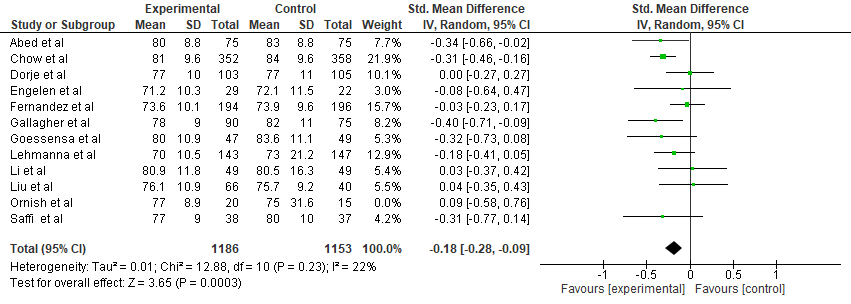 Experimental Control Std. Mean Difference Std. Mean Difference
Study or Subgroup Mean SD Total Mean SD Total Weight IV, Random, 95% CI IV, Random, 95% CI
Abed et al 80 8.8 75 83 8.8 75 7.7% -0.34 [-0.66, -0.02]
Chow et al 81 9.6 352 84 9.6 358 21.9% -0.31 [-0.46, -0.16]
Dorje et al 77 10 103 77 11 105 10.0% 0.00 [-0.27, 0.27]
Engelen et al 71.2 10.3 29 72.1 11.5 22 3.0% -0.08 [-0.64, 0.47]
Fernandez et al 73.6 10.1 194 73.9 9.6 196 15.7% -0.03 [-0.23, 0.17]
Gallagher et al 78 9 90 82 11 75 8.2% -0.40 [-0.71, -0.09]
Goessensa et al 80 10.9 47 83.6 11.1 49 5.3% -0.32 [-0.73, 0.08]
Lehmanna et al 70 10.5 143 73 21.2 147 12.9% -0.18 [-0.41, 0.05]
Li et al 80.9 11.8 49 80.5 16.3 49 5.4% 0.03 [-0.37, 0.42]
Liu et al 76.1 10.9 66 75.7 9.2 40 5.5% 0.04 [-0.35, 0.43]
Ornish et al 77 8.9 20 75 31.6 15 0.0% 0.09 [-0.58, 0.76]
Saffi et al 77 9 38 80 10 37 4.2% -0.31 [-0.77, 0.14]
Total (95% CI) 1186 1153 100.0% -0.18 [-0.28, -0.09]
Heterogeneity: Tau² = 0.01; Chi² = 12.88, df = 10 (P = 0.23); I² = 22%
Test for overall effect: Z = 3.65 (P = 0.0003)
-1 -0.5 0 0.5 1
Favours [experimental] Favours [control]